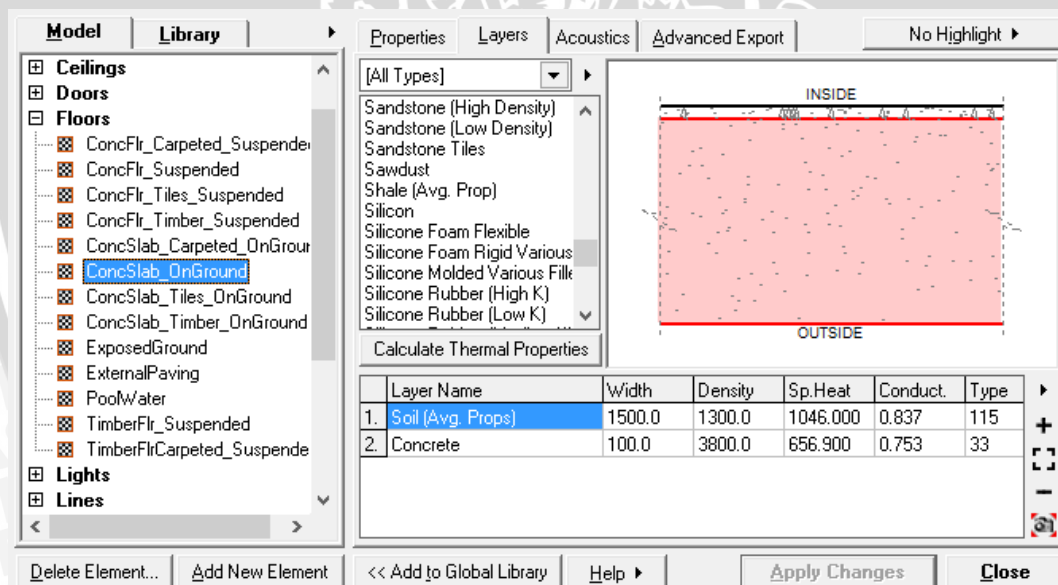 Model Library
Ceilings
Doors
Floors
ConcFlr_Carpeted_Suspended
ConcFlr_Suspended
ConcFlr_Tiles_Suspended
ConcFlr_Timber_Suspended
ConcSlab_Carpeted_OnGroun
ConcSlab_OnGround
ConcSlab_Tiles_OnGround
ConcSlab_Timber_OnGround
ExposedGround
ExternalPaving
PoolWater
TimberFlr_Suspended
TimberFlrCarpeted_Suspende
Lights
Lines
Properties Layers Acoustics Advanced Export No Highlight
[All Types]
Sandstone (High Density)
Sandstone (Low Density)
Sandstone Tiles
Sawdust
Shale (Avg. Prop)
Silicon
Silicone Foam Flexible
Silicone Foam Rigid Various
Silicone Molded Various Fille
Silicone Rubber (High K)
Silicone Rubber (Low K)
Calculate Thermal Properties
INSIDE
OUTSIDE
Layer Name Width Density Sp.Heat Conduct. Type
1. Soil (Avg. Props) 1500.0 1300.0 1046.000 0.837 115
2. Concrete 100.0 3800.0 656.900 0.753 33
Delete Element... Add New Element << Add to Global Library Help Apply Changes Close